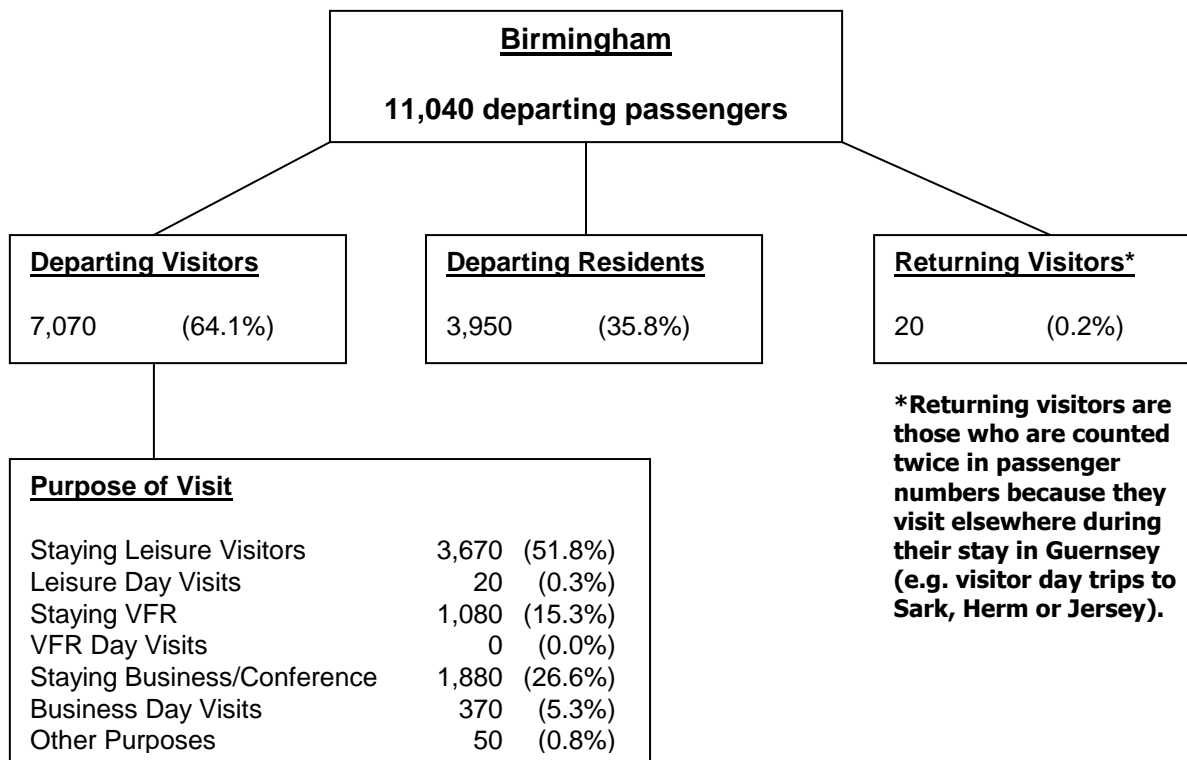 Birmingham
11,040 departing passengers
Departing Visitors
7,070 (64.1%)
Departing Residents
3,950 (35.8%)
Returning Visitors*
20 (0.2%)
*Returning visitors are
those who are counted
twice in passenger
numbers because they
visit elsewhere during
their stay in Guernsey
(e.g. visitor day trips to
Sark, Herm or Jersey).
Purpose of Visit
Staying Leisure Visitors 3,670 (51.8%)
Leisure Day Visits 20 (0.3%)
Staying VFR 1,080 (15.3%)
VFR Day Visits 0 (0.0%)
Staying Business/Conference 1,880 (26.6%)
Business Day Visits 370 (5.3%)
Other Purposes 50 (0.8%)